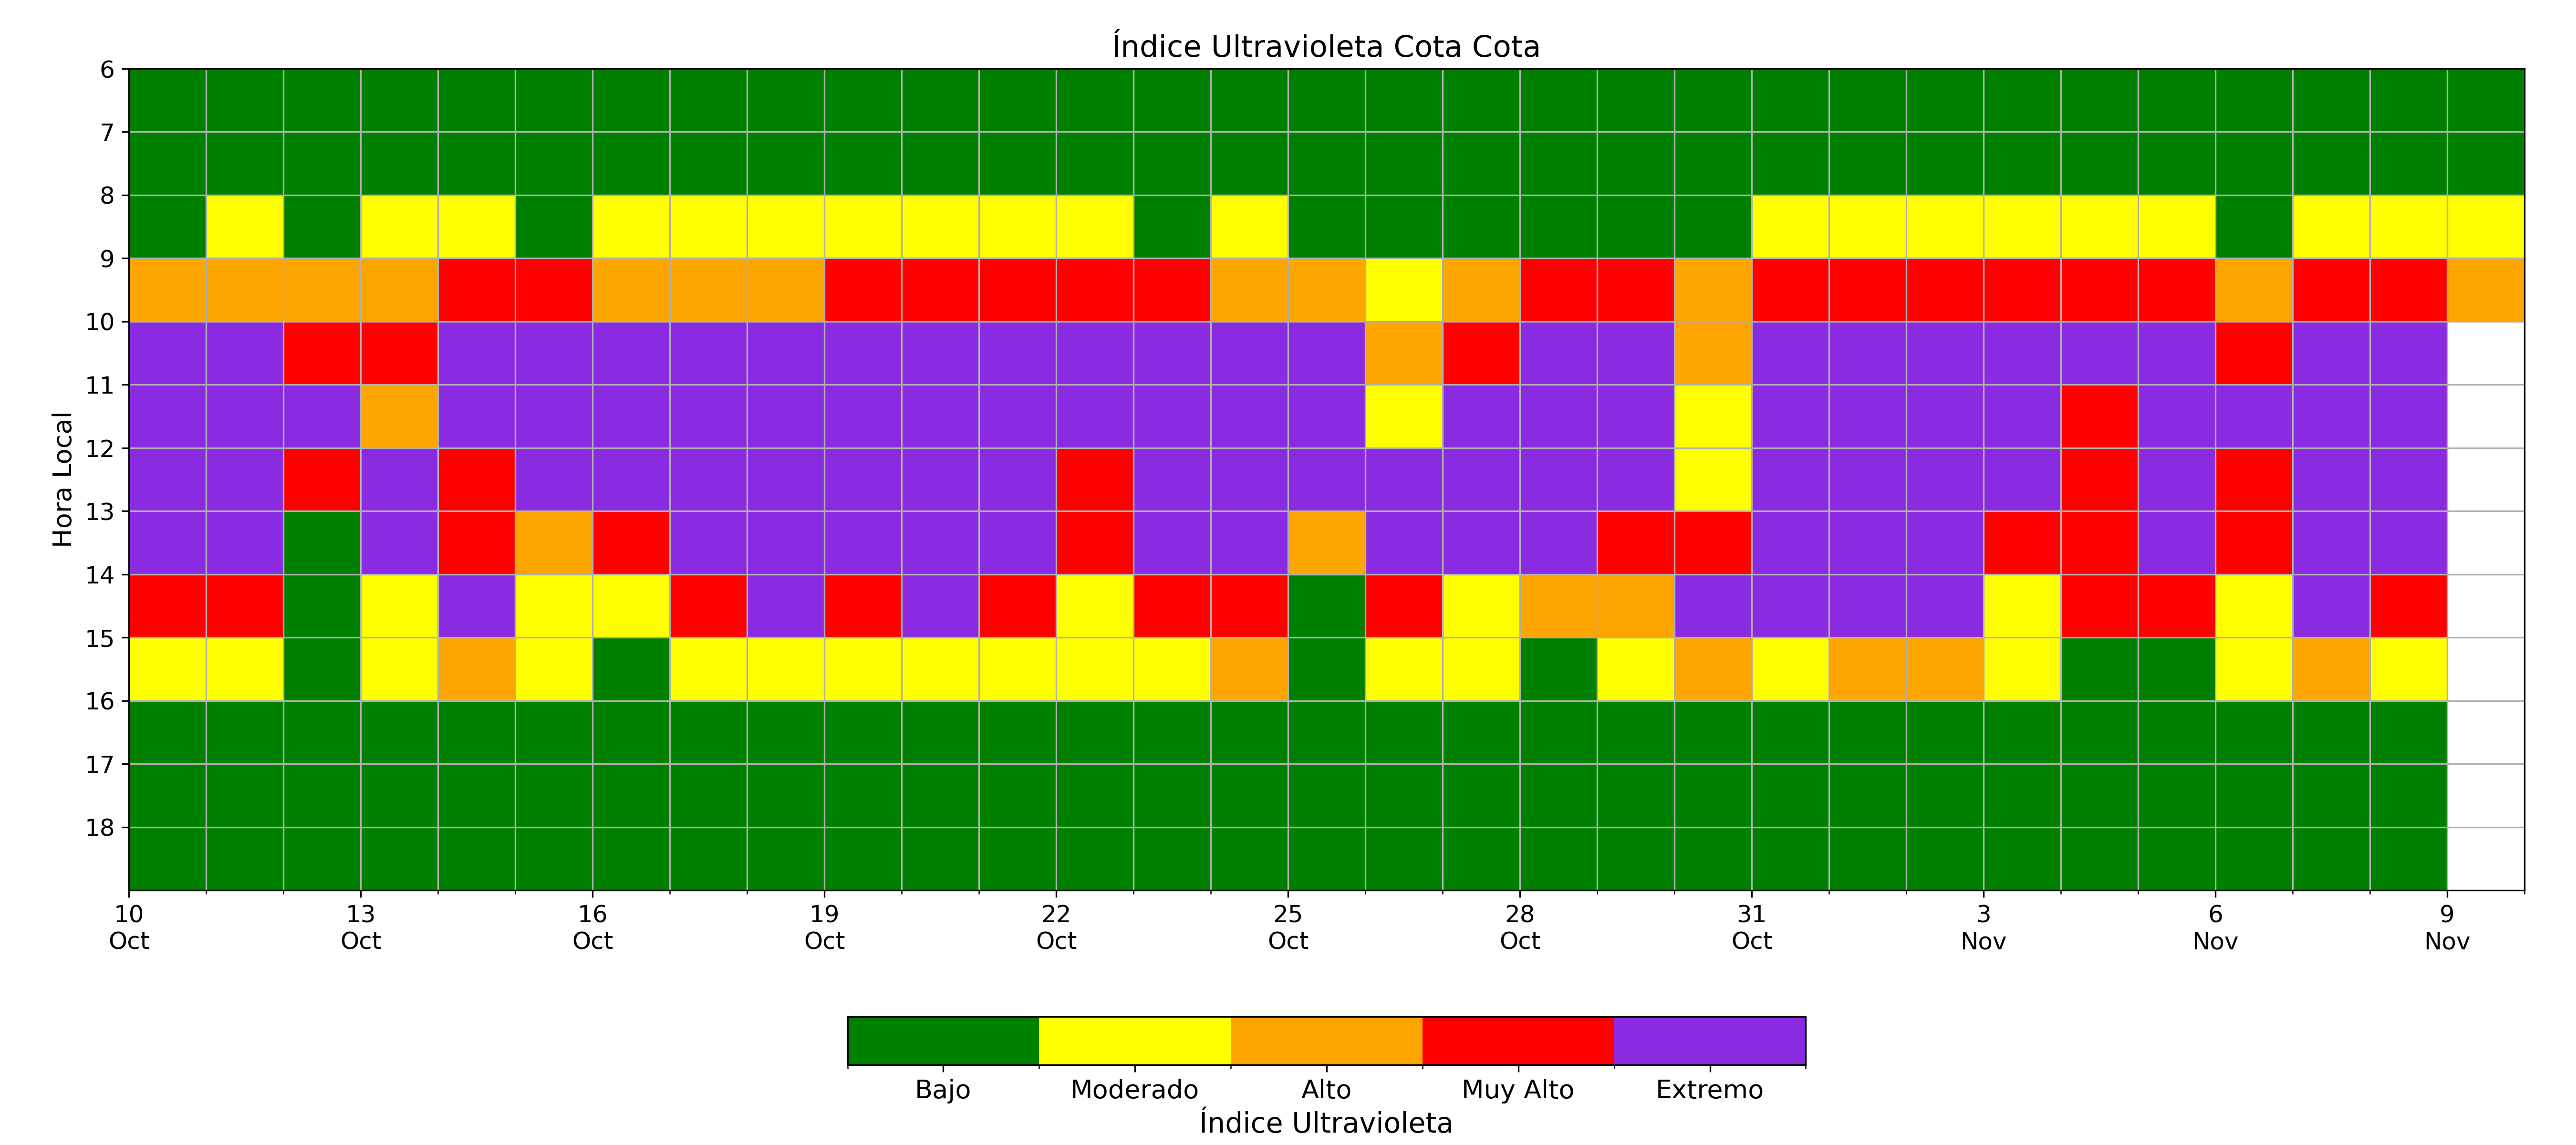 Índice Ultravioleta Cota Cota
Hora Local
6
7
8
9
10
11
12
13
14
15
16
17
18
10 13 16 19 22 25 28 31 3 6 9
Oct Oct Oct Oct Oct Oct Oct Oct Nov Nov Nov
Bajo Moderado Alto Muy Alto Extremo
Índice Ultravioleta